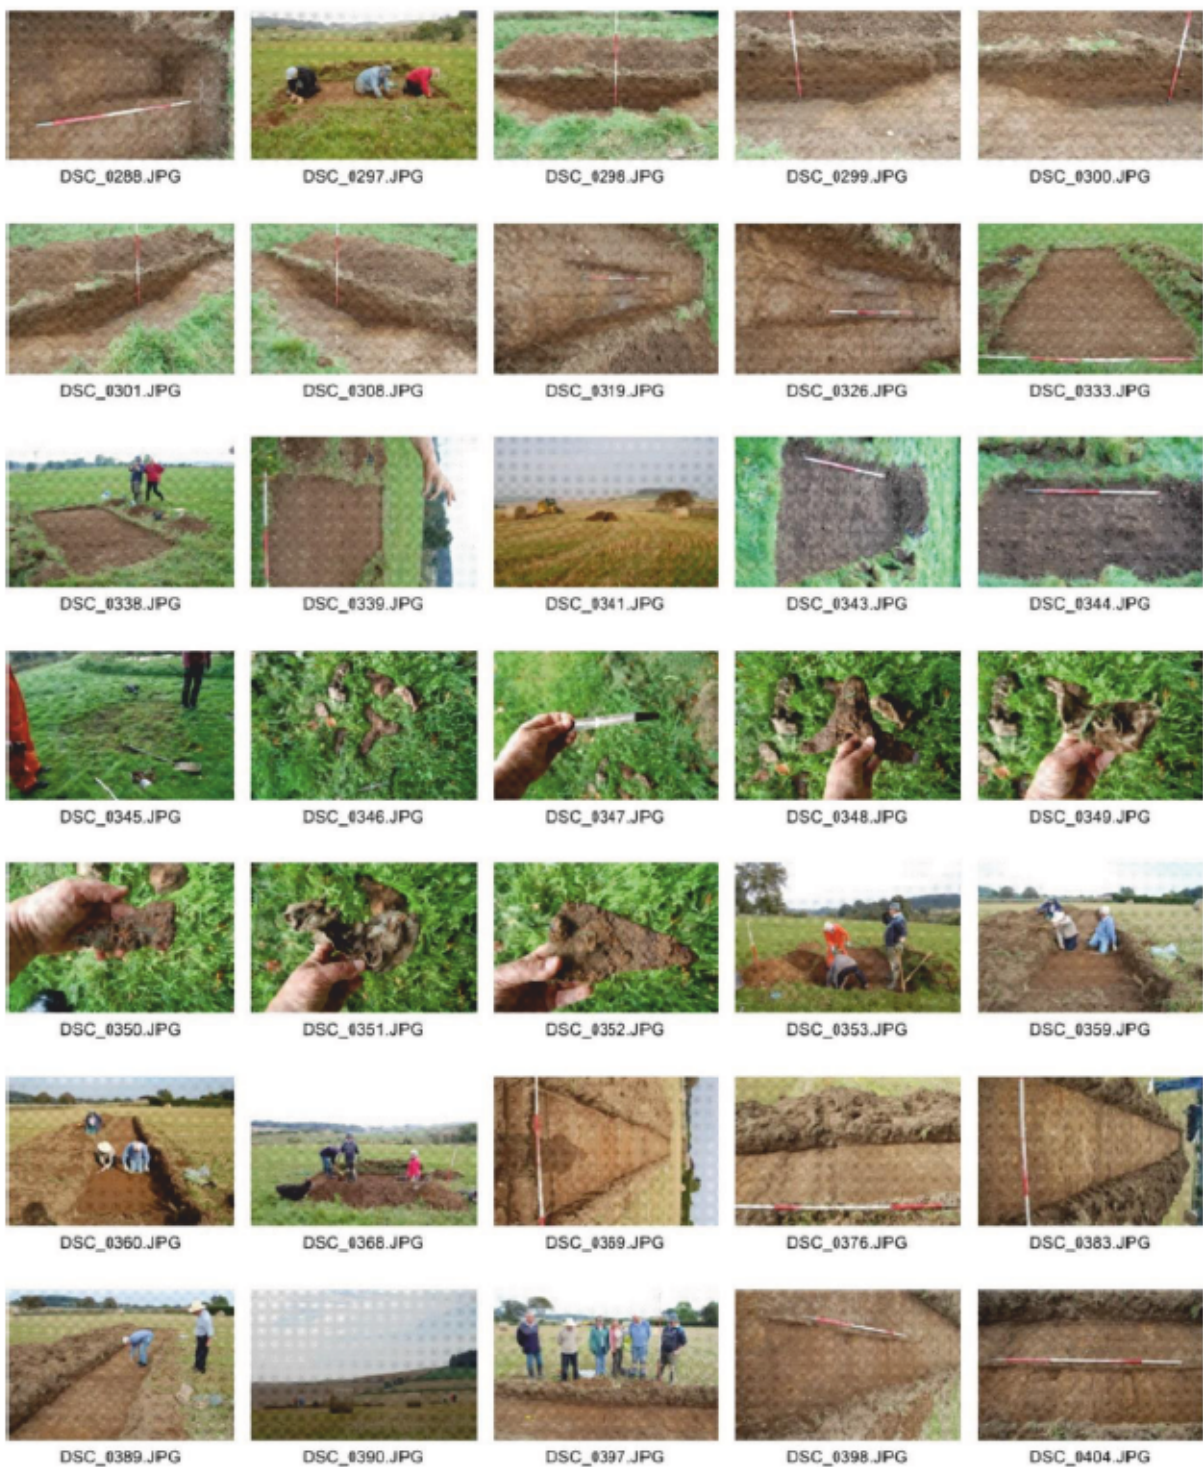 DSC_0288.JPG DSC_0297.JPG DSC_0298.JPG DSC_0299.JPG DSC_0300.JPG
DSC_0301.JPG DSC_0308.JPG DSC_0319.JPG DSC_0326.JPG DSC_0333.JPG
DSC_0338.JPG DSC_0339.JPG DSC_0341.JPG DSC_0343.JPG DSC_0344.JPG
DSC_0345.JPG DSC_0346.JPG DSC_0347.JPG DSC_0348.JPG DSC_0349.JPG
DSC_0350.JPG DSC_0351.JPG DSC_0352.JPG DSC_0353.JPG DSC_0359.JPG
DSC_0360.JPG DSC_0368.JPG DSC_0369.JPG DSC_0376.JPG DSC_0383.JPG
DSC_0389.JPG DSC_0390.JPG DSC_0397.JPG DSC_0398.JPG DSC_0404.JPG